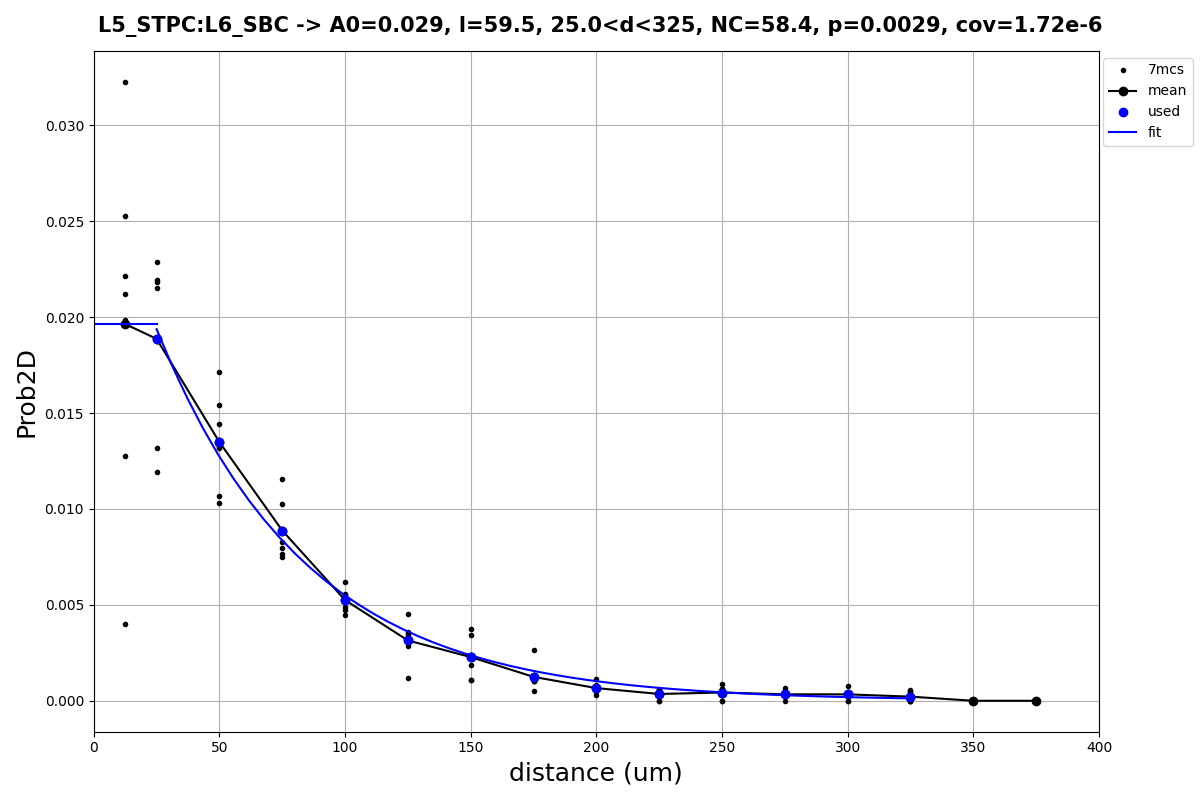 L5_STPC:L6_SBC -> A0=0.029, l=59.5, 25.0<d<325, NC=58.4, p=0.0029, cov=1.72e-6
7mcs
mean
used
fit
0.030
0.025
0.020
0.015
0.010
0.005
0.000
Prob2D
0 50 100 150 200 250 300 350 400
distance (um)